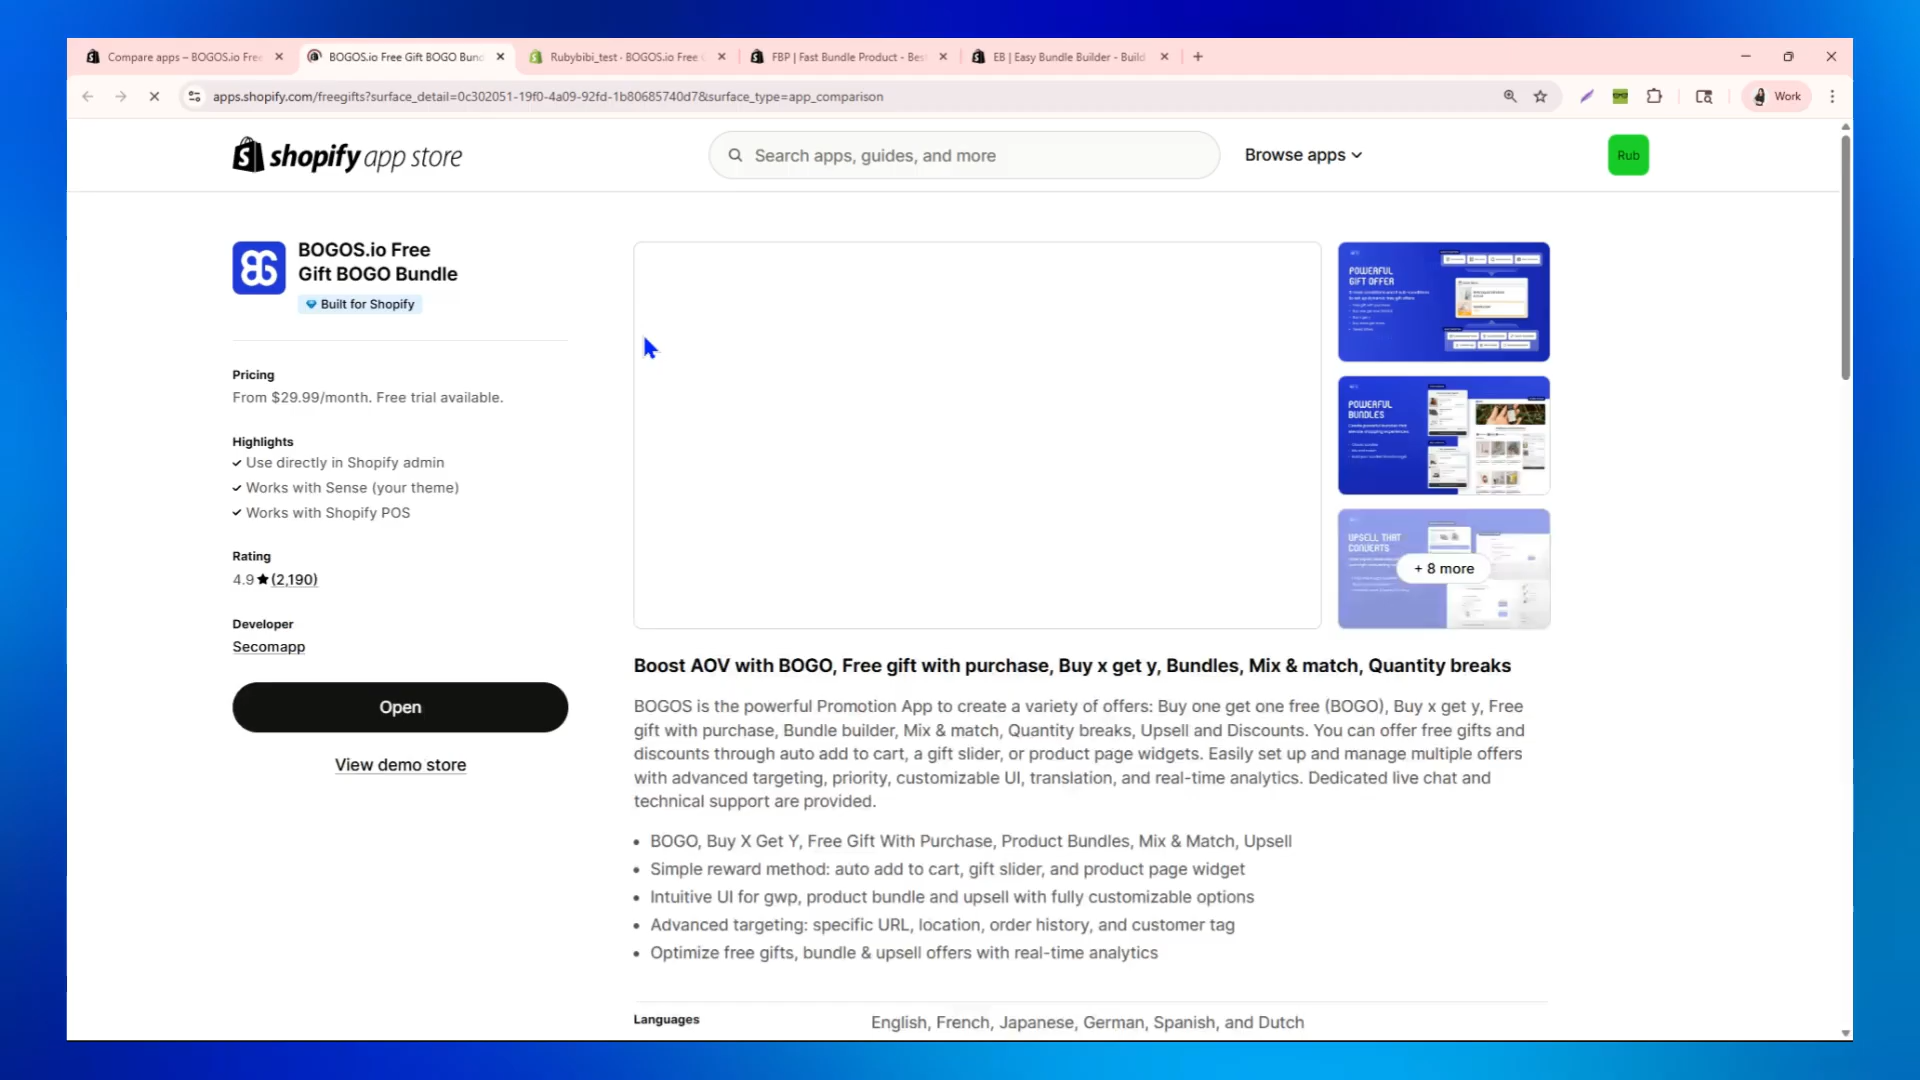 Compare apps – BOGOS.io Free
BOGOS.io Free Gift BOGO Bund
Rubybibi_test · BOGOS.io Free G
FBP | Fast Bundle Product - Best
EB | Easy Bundle Builder - Build
apps.shopify.com/freegifts?surface_detail=0c302051-19f0-4a09-92fd-1b80685740d7&surface_type=app_comparison
Work
shopify app store
Search apps, guides, and more
Browse apps
Rub
BOGOS.io Free
Gift BOGO Bundle
Built for Shopify
Pricing
From $29.99/month. Free trial available.
Highlights
Use directly in Shopify admin
Works with Sense (your theme)
Works with Shopify POS
Rating
4.9★(2,190)
Developer
Secomapp
Open
View demo store
POWERFUL
GIFT OFFER
POWERFUL
BUNDLES
UPSELL THAT
CONVERTS
+ 8 more
Boost AOV with BOGO, Free gift with purchase, Buy x get y, Bundles, Mix & match, Quantity breaks
BOGOS is the powerful Promotion App to create a variety of offers: Buy one get one free (BOGO), Buy x get y, Free
gift with purchase, Bundle builder, Mix & match, Quantity breaks, Upsell and Discounts. You can offer free gifts and
discounts through auto add to cart, a gift slider, or product page widgets. Easily set up and manage multiple offers
with advanced targeting, priority, customizable UI, translation, and real-time analytics. Dedicated live chat and
technical support are provided.
• BOGO, Buy X Get Y, Free Gift With Purchase, Product Bundles, Mix & Match, Upsell
• Simple reward method: auto add to cart, gift slider, and product page widget
• Intuitive UI for gwp, product bundle and upsell with fully customizable options
• Advanced targeting: specific URL, location, order history, and customer tag
• Optimize free gifts, bundle & upsell offers with real-time analytics
Languages
English, French, Japanese, German, Spanish, and Dutch